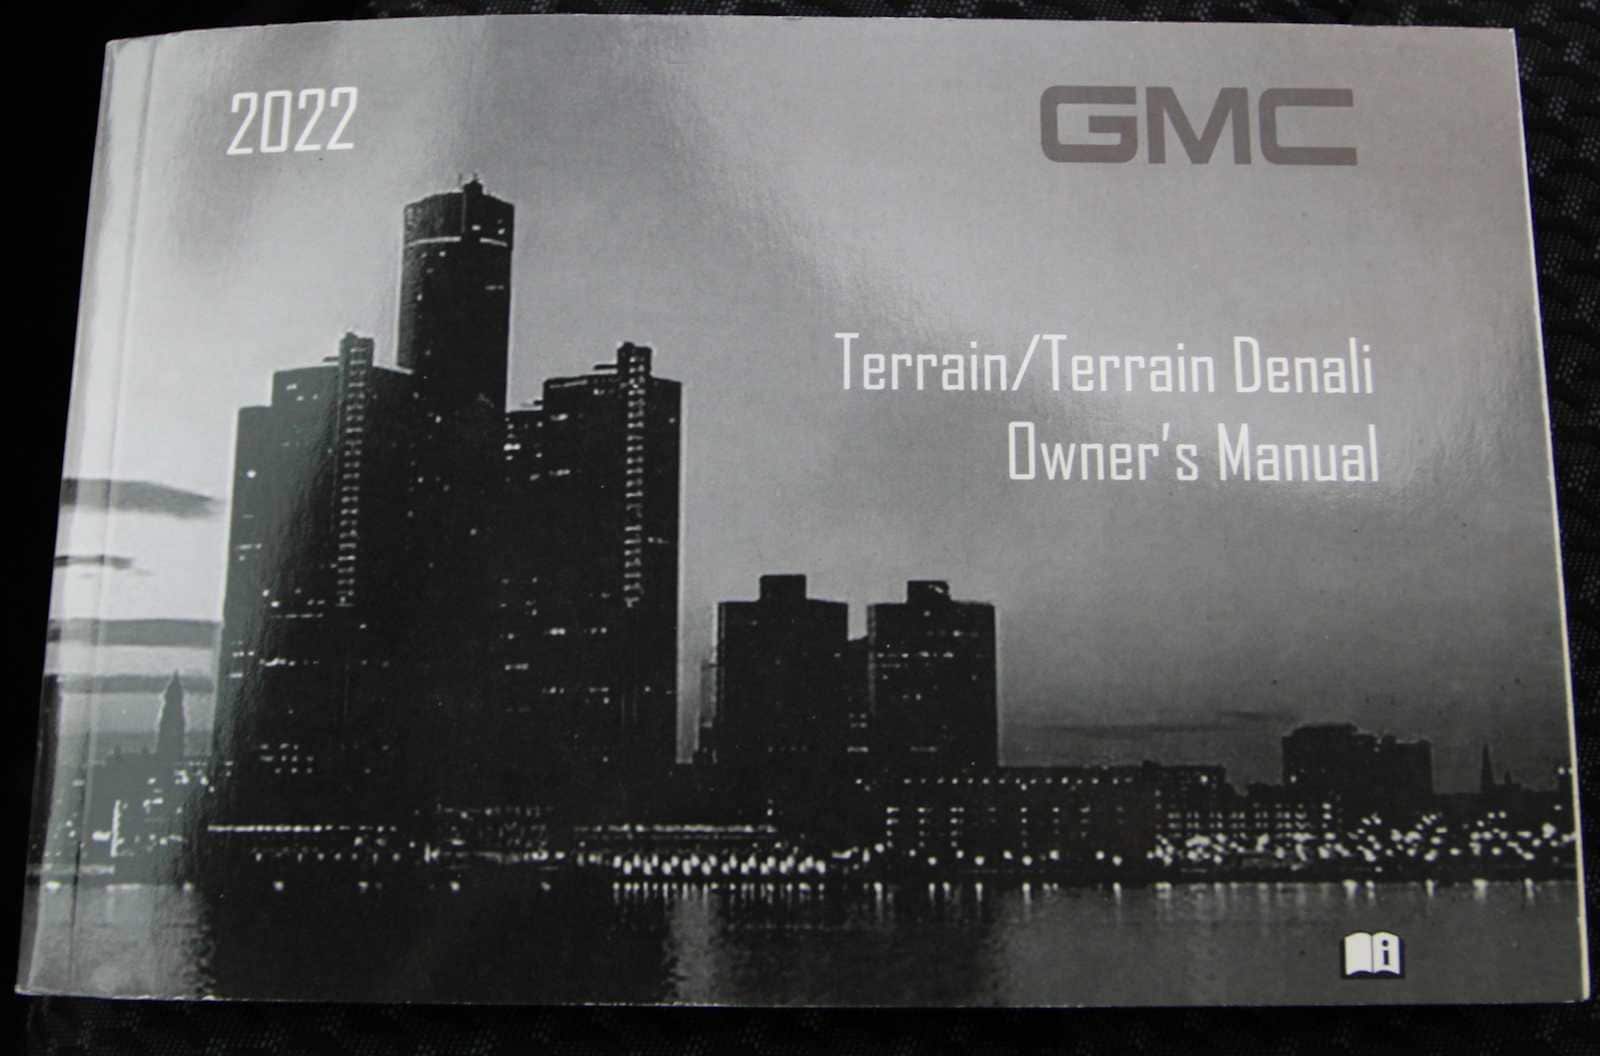 2022
GMC
Terrain/Terrain Denali
Owner's Manual
i